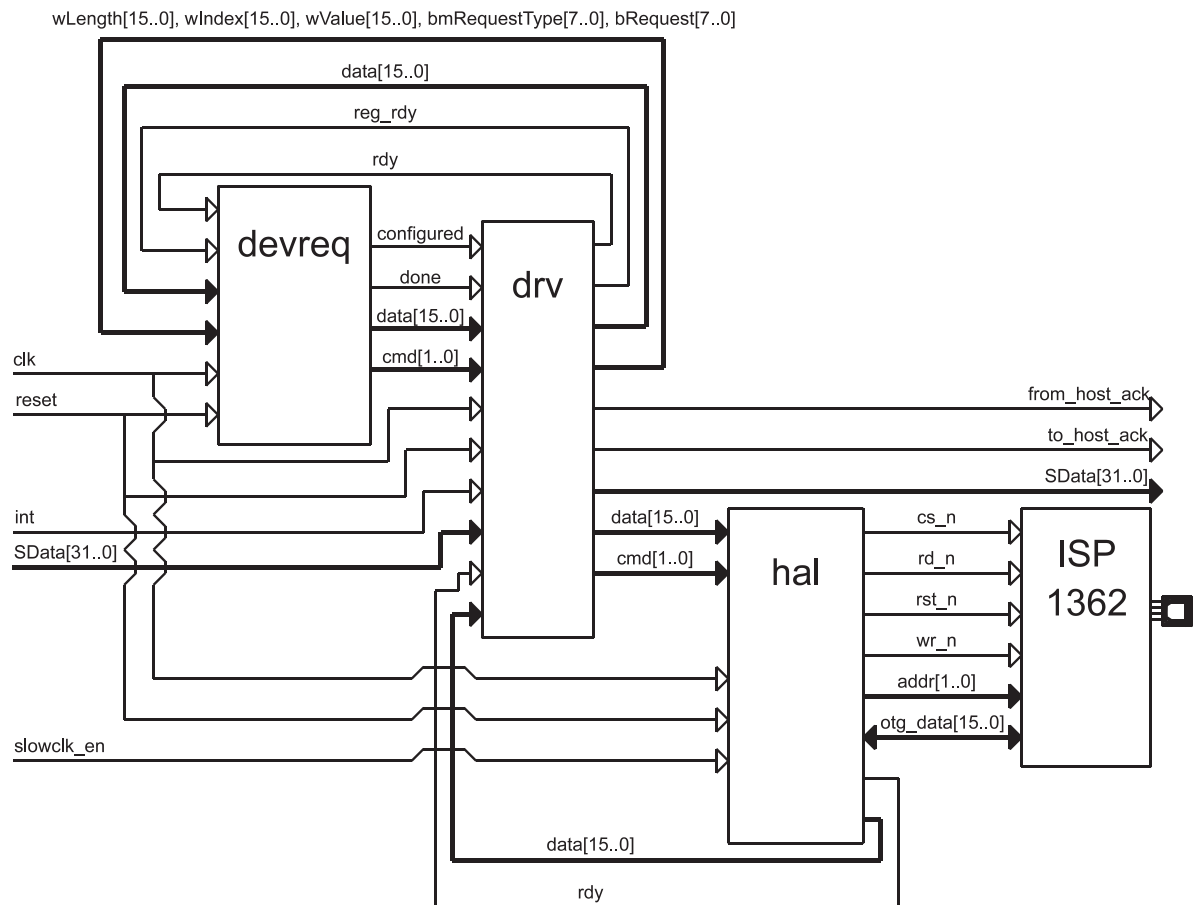 wLength[15..0], wIndex[15..0], wValue[15..0], bmRequestType[7..0], bRequest[7..0]
data[15..0]
reg_rdy
rdy
devreq
configured
done
data[15..0]
cmd[1..0]
drv
clk
reset
int
SData[31..0]
from_host_ack
to_host_ack
SData[31..0]
data[15..0]
cmd[1..0]
hal
cs_n
rd_n
rst_n
wr_n
addr[1..0]
otg_data[15..0]
ISP
1362
slowclk_en
data[15..0]
rdy